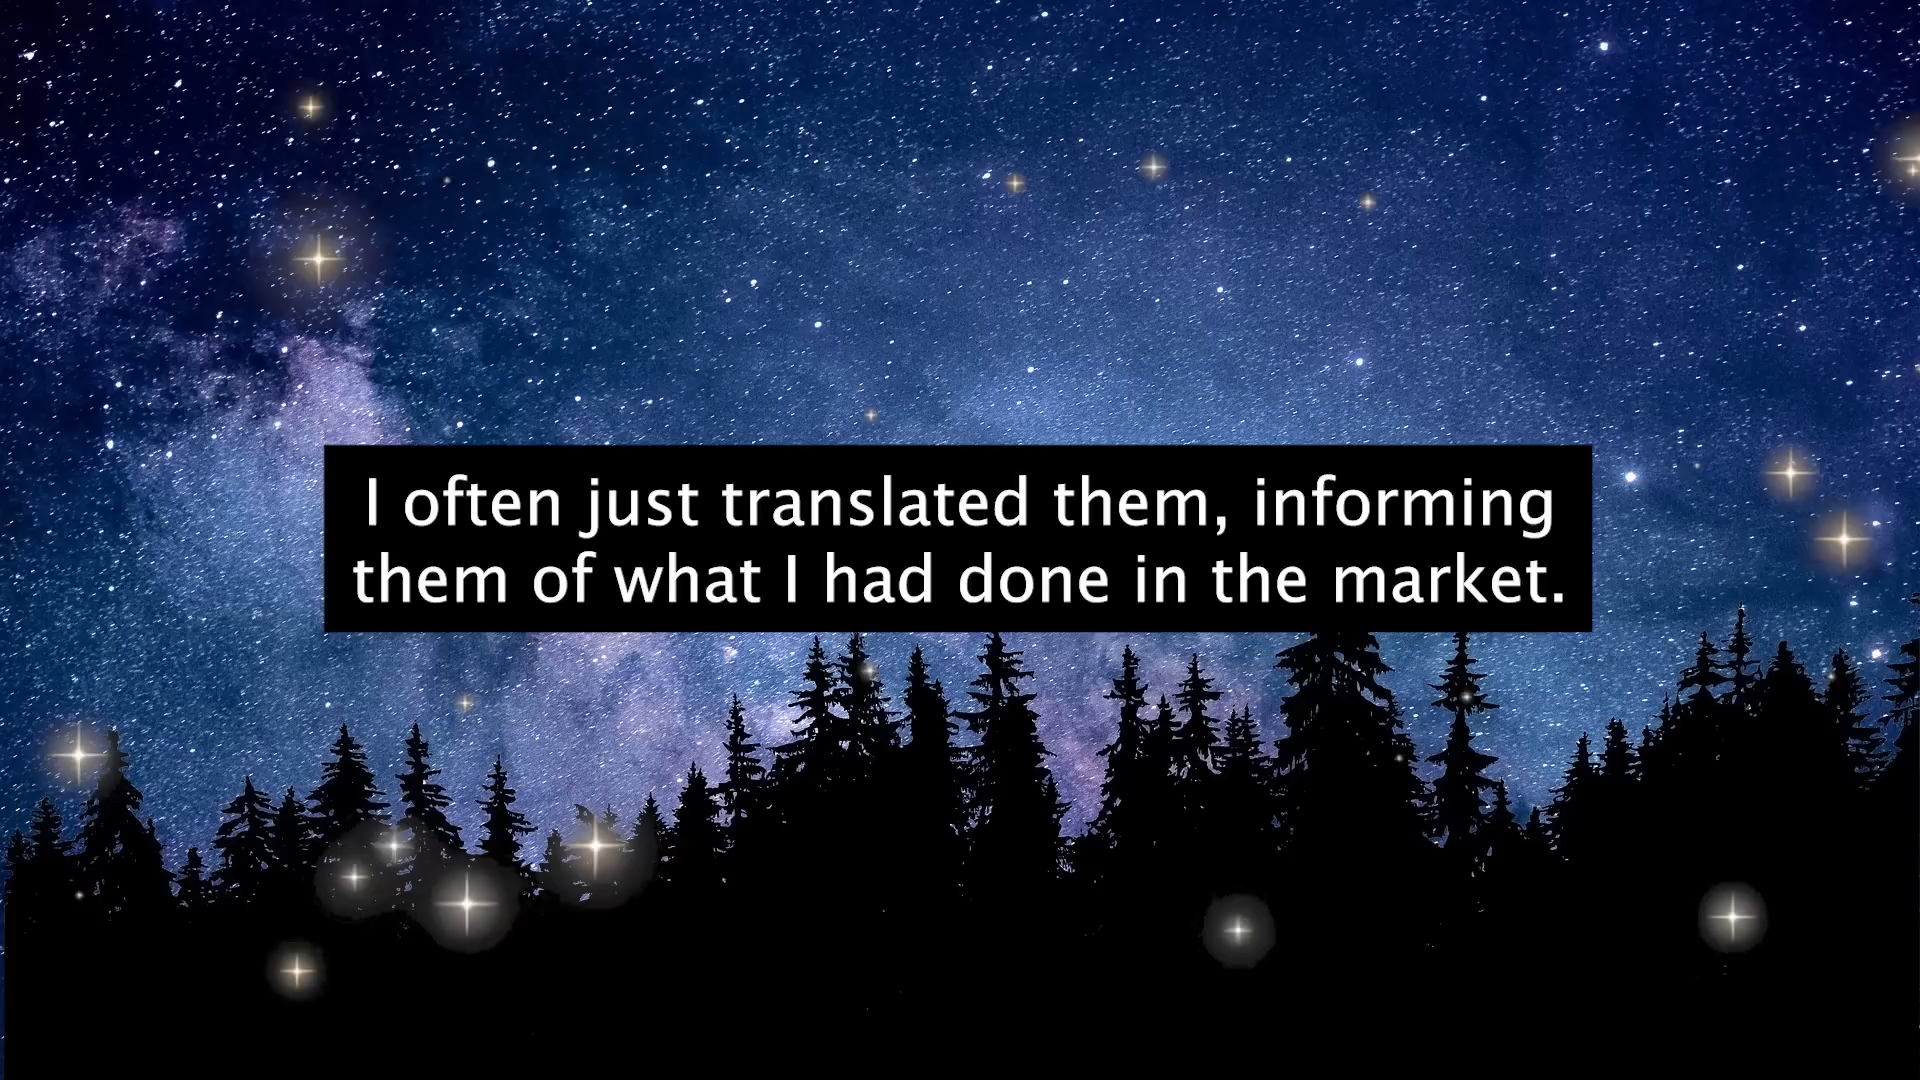 I often just translated them, informing
them of what I had done in the market.